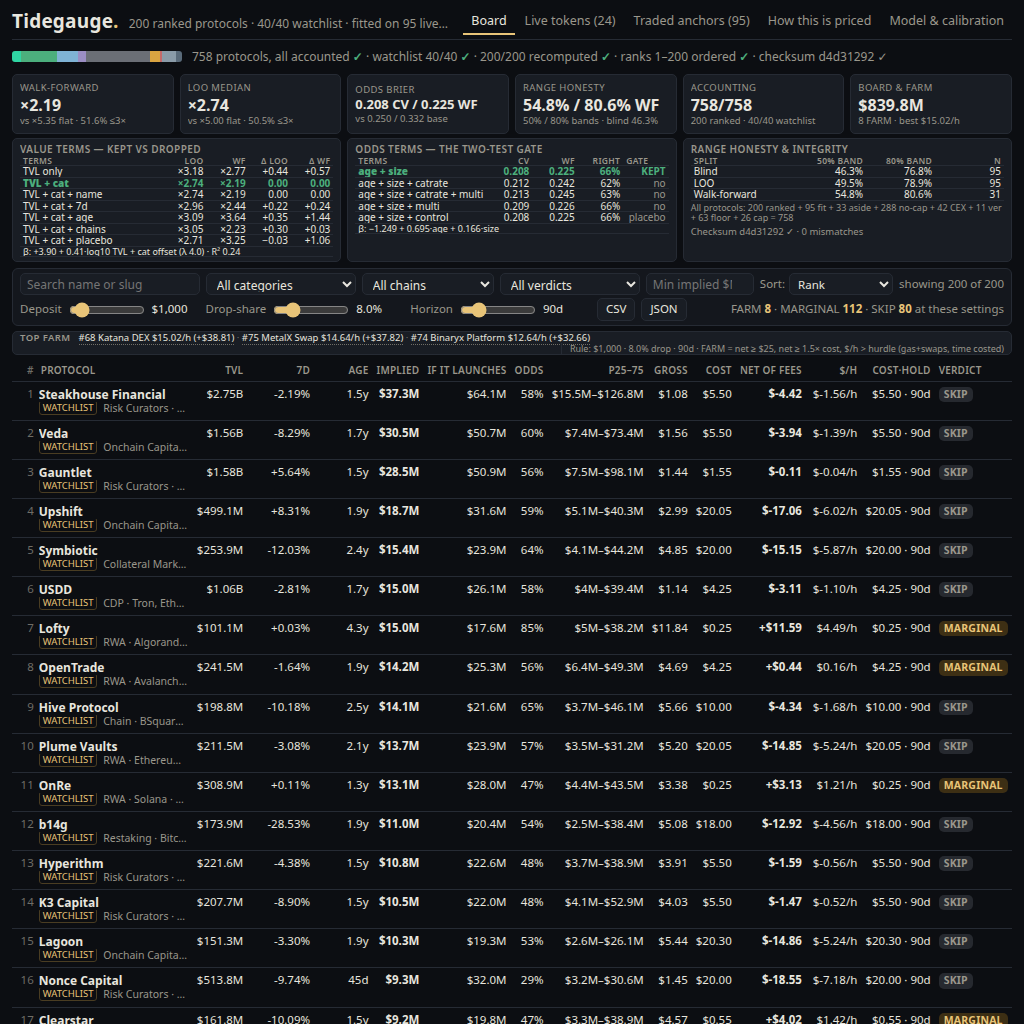 Tidegauge. 200 ranked protocols · 40/40 watchlist · fitted on 95 live... Board Live tokens (24) Traded anchors (95) How this is priced Model & calibration
758 protocols, all accounted ✓ · watchlist 40/40 ✓ · 200/200 recomputed ✓ · ranks 1–200 ordered ✓ · checksum d4d31292 ✓
WALK-FORWARD
×2.19
vs ×5.35 flat · 51.6% ≤3×
LOO MEDIAN
×2.74
vs ×5.00 flat · 50.5% ≤3×
ODDS BRIER
0.208 CV / 0.225 WF
vs 0.250 / 0.332 base
RANGE HONESTY
54.8% / 80.6% WF
50% / 80% bands · blind 46.3%
ACCOUNTING
758/758
200 ranked · 40/40 watchlist
BOARD & FARM
$839.8M
8 FARM · best $15.02/h
VALUE TERMS — KEPT VS DROPPED
TERMS LOO WF Δ LOO Δ WF
TVL only ×3.18 ×2.77 +0.44 +0.57
TVL + cat ×2.74 ×2.19 0.00 0.00
TVL + cat + name ×2.74 ×2.19 0.00 0.00
TVL + cat + 7d ×2.96 ×2.44 +0.22 +0.24
TVL + cat + age ×3.09 ×3.64 +0.35 +1.44
TVL + cat + chains ×3.05 ×2.23 +0.30 +0.03
TVL + cat + placebo ×2.71 ×3.25 −0.03 +1.06
β: +3.90 + 0.41·log10 TVL + cat offset (λ 4.0) · R² 0.24
ODDS TERMS — THE TWO-TEST GATE
TERMS CV WF RIGHT GATE
age + size 0.208 0.225 66% KEPT
age + size + catrate 0.212 0.242 62% no
age + size + catrate + multi 0.213 0.245 63% no
age + size + multi 0.209 0.226 66% no
age + size + control 0.208 0.225 66% placebo
β: −1.249 + 0.695·age + 0.166·size
RANGE HONESTY & INTEGRITY
SPLIT 50% BAND 80% BAND N
Blind 46.3% 76.8% 95
LOO 49.5% 78.9% 95
Walk-forward 54.8% 80.6% 31
All protocols: 200 ranked + 95 fit + 33 aside + 288 no-cap + 42 CEX + 11 ver
+ 63 floor + 26 cap = 758
Checksum d4d31292 ✓ · 0 mismatches
Search name or slug All categories All chains All verdicts Min implied $I Sort: Rank showing 200 of 200
Deposit $1,000 Drop-share 8.0% Horizon 90d CSV JSON FARM 8 · MARGINAL 112 · SKIP 80 at these settings
TOP FARM #68 Katana DEX $15.02/h (+$38.81) · #75 MetalX Swap $14.64/h (+$37.82) · #74 Binaryx Platform $12.64/h (+$32.66)
Rule: $1,000 · 8.0% drop · 90d · FARM = net ≥ $25, net ≥ 1.5× cost, $/h > hurdle (gas+swaps, time costed)
# PROTOCOL TVL 7D AGE IMPLIED IF IT LAUNCHES ODDS P25–75 GROSS COST NET OF FEES $/H COST·HOLD VERDICT
1 Steakhouse Financial $2.75B -2.19% 1.5y $37.3M $64.1M 58% $15.5M–$126.8M $1.08 $5.50 $-4.42 $-1.56/h $5.50 · 90d SKIP
WATCHLIST Risk Curators · ...
2 Veda $1.56B -8.29% 1.7y $30.5M $50.7M 60% $7.4M–$73.4M $1.56 $5.50 $-3.94 $-1.39/h $5.50 · 90d SKIP
WATCHLIST Onchain Capita...
3 Gauntlet $1.58B +5.64% 1.5y $28.5M $50.9M 56% $7.5M–$98.1M $1.44 $1.55 $-0.11 $-0.04/h $1.55 · 90d SKIP
WATCHLIST Risk Curators · ...
4 Upshift $499.1M +8.31% 1.9y $18.7M $31.6M 59% $5.1M–$40.3M $2.99 $20.05 $-17.06 $-6.02/h $20.05 · 90d SKIP
WATCHLIST Onchain Capita...
5 Symbiotic $253.9M -12.03% 2.4y $15.4M $23.9M 64% $4.1M–$44.2M $4.85 $20.00 $-15.15 $-5.87/h $20.00 · 90d SKIP
WATCHLIST Collateral Mark...
6 USDD $1.06B -2.81% 1.7y $15.0M $26.1M 58% $4M–$39.4M $1.14 $4.25 $-3.11 $-1.10/h $4.25 · 90d SKIP
WATCHLIST CDP · Tron, Eth...
7 Lofty $101.1M +0.03% 4.3y $15.0M $17.6M 85% $5M–$38.2M $11.84 $0.25 +$11.59 $4.49/h $0.25 · 90d MARGINAL
WATCHLIST RWA · Algorand...
8 OpenTrade $241.5M -1.64% 1.9y $14.2M $25.3M 56% $6.4M–$49.3M $4.69 $4.25 +$0.44 $0.16/h $4.25 · 90d MARGINAL
WATCHLIST RWA · Avalanch...
9 Hive Protocol $198.8M -10.18% 2.5y $14.1M $21.6M 65% $3.7M–$46.1M $5.66 $10.00 $-4.34 $-1.68/h $10.00 · 90d SKIP
WATCHLIST Chain · BSquar...
10 Plume Vaults $211.5M -3.08% 2.1y $13.7M $23.9M 57% $3.5M–$31.2M $5.20 $20.05 $-14.85 $-5.24/h $20.05 · 90d SKIP
WATCHLIST RWA · Ethereu...
11 OnRe $308.9M +0.11% 1.3y $13.1M $28.0M 47% $4.4M–$43.5M $3.38 $0.25 +$3.13 $1.21/h $0.25 · 90d MARGINAL
WATCHLIST RWA · Solana · ...
12 b14g $173.9M -28.53% 1.9y $11.0M $20.4M 54% $2.5M–$38.4M $5.08 $18.00 $-12.92 $-4.56/h $18.00 · 90d SKIP
WATCHLIST Restaking · Bitc...
13 Hyperithm $221.6M -4.38% 1.5y $10.8M $22.6M 48% $3.7M–$38.9M $3.91 $5.50 $-1.59 $-0.56/h $5.50 · 90d SKIP
WATCHLIST Risk Curators · ...
14 K3 Capital $207.7M -8.90% 1.5y $10.5M $22.0M 48% $4.1M–$52.9M $4.03 $5.50 $-1.47 $-0.52/h $5.50 · 90d SKIP
WATCHLIST Risk Curators · ...
15 Lagoon $151.3M -3.30% 1.9y $10.3M $19.3M 53% $2.6M–$26.1M $5.44 $20.30 $-14.86 $-5.24/h $20.30 · 90d SKIP
WATCHLIST Onchain Capita...
16 Nonce Capital $513.8M -9.74% 45d $9.3M $32.0M 29% $3.2M–$30.6M $1.45 $20.00 $-18.55 $-7.18/h $20.00 · 90d SKIP
WATCHLIST Risk Curators · ...
17 Clearstar $161.8M -10.09% 1.5y $9.2M $19.8M 47% $3.3M–$38.9M $4.57 $0.55 +$4.02 $1.42/h $0.55 · 90d MARGINAL